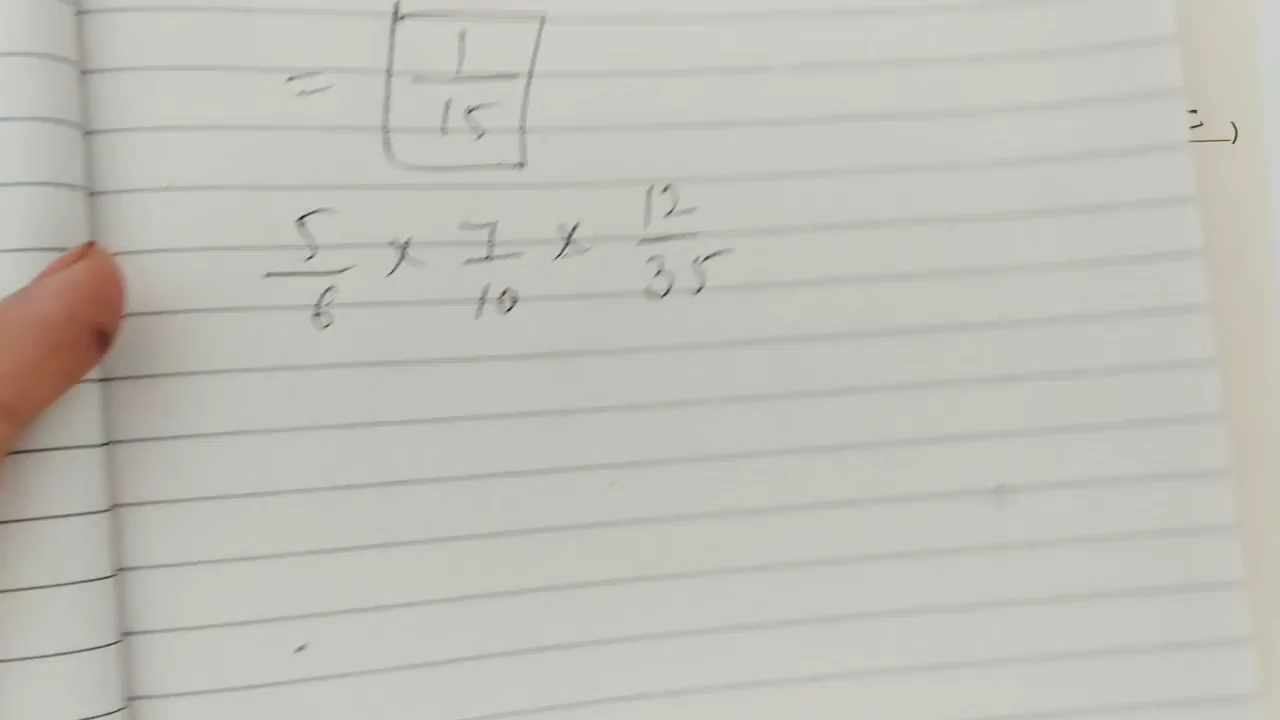 = 1/15
5/6 × 7/10 × 12/35